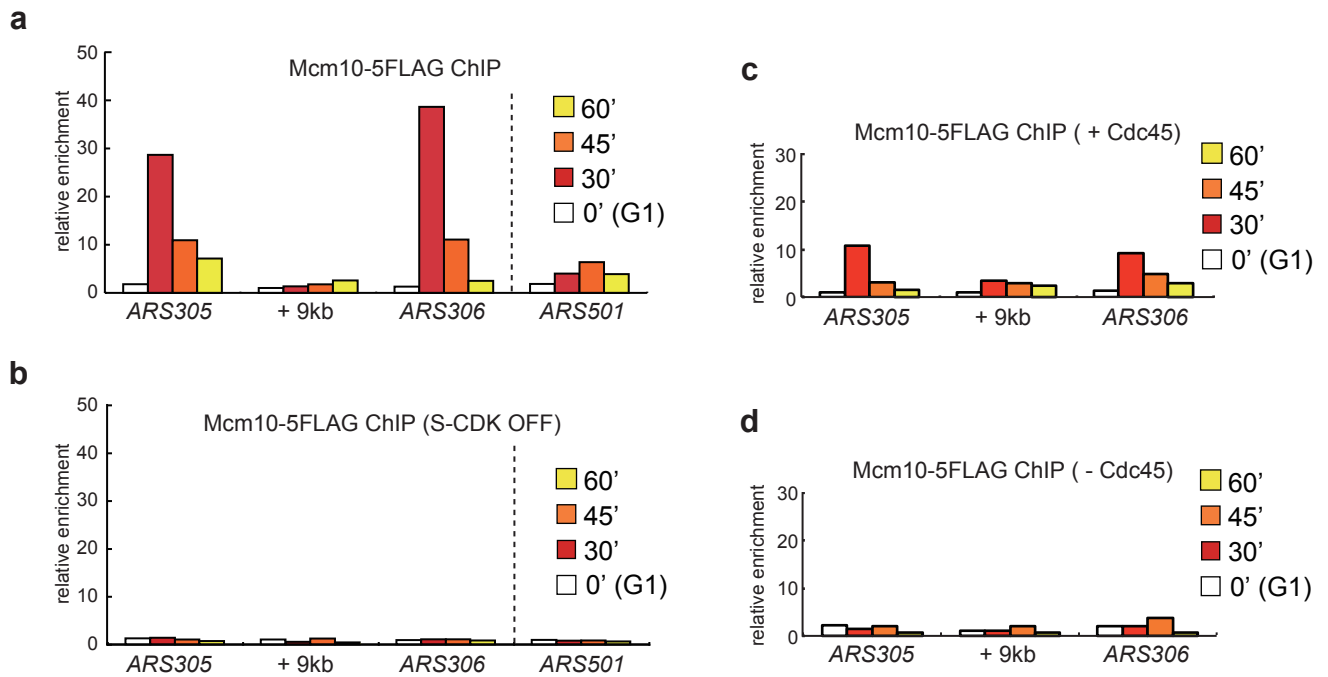 a
Mcm10-5FLAG ChIP
relative enrichment
50
40
30
20
10
0
60'
45'
30'
0' (G1)
ARS305
+ 9kb
ARS306
ARS501
b
Mcm10-5FLAG ChIP (S-CDK OFF)
relative enrichment
50
40
30
20
10
0
60'
45'
30'
0' (G1)
ARS305
+ 9kb
ARS306
ARS501
c
Mcm10-5FLAG ChIP ( + Cdc45)
relative enrichment
30
20
10
0
60'
45'
30'
0' (G1)
ARS305
+ 9kb
ARS306
d
Mcm10-5FLAG ChIP ( - Cdc45)
relative enrichment
30
20
10
0
60'
45'
30'
0' (G1)
ARS305
+ 9kb
ARS306